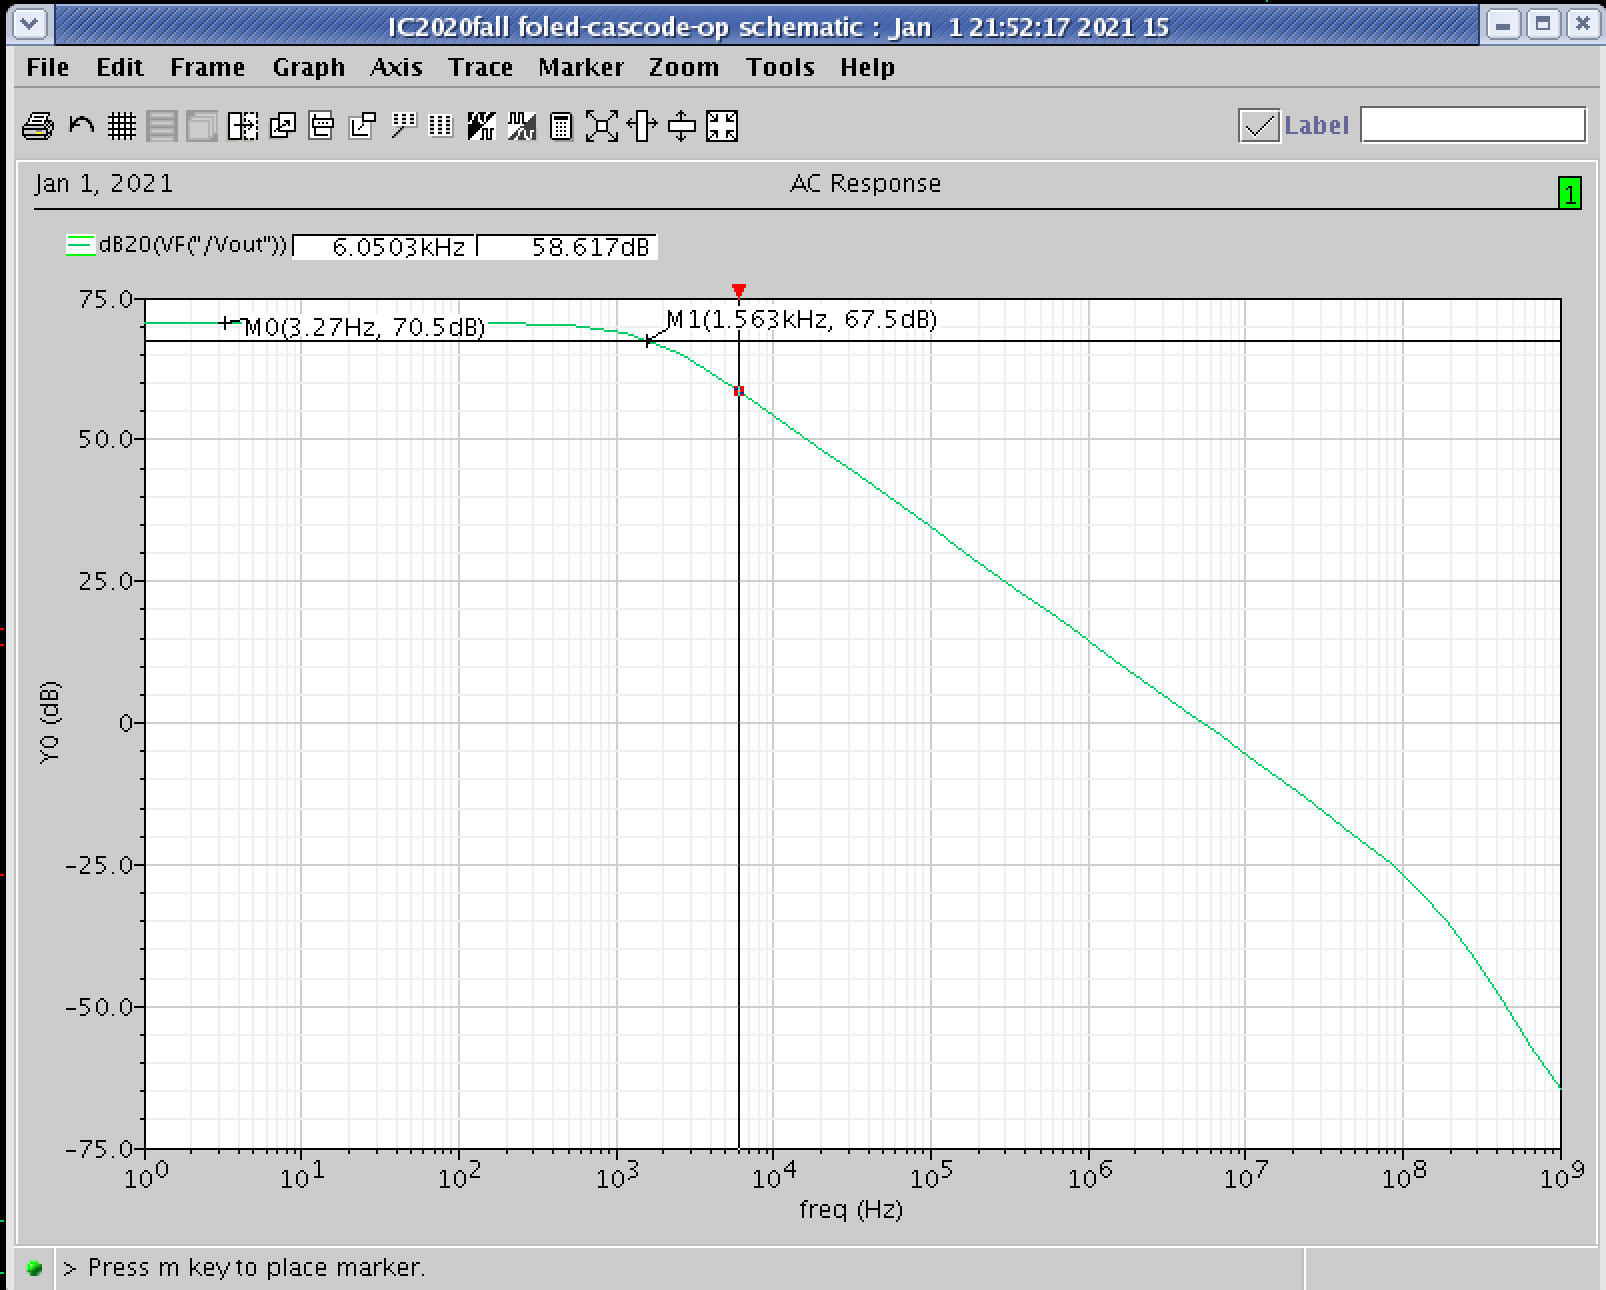 IC2020fall foled-cascode-op schematic : Jan 1 21:52:17 2021 15
File Edit Frame Graph Axis Trace Marker Zoom Tools Help
Label
Jan 1, 2021 AC Response 1
dB20(VF("/Vout")) 6.0503kHz 58.617dB
75.0
M0(3.27Hz, 70.5dB) M1(1.563kHz, 67.5dB)
50.0
25.0
0
-25.0
-50.0
-75.0
Y0 (dB)
10^0 10^1 10^2 10^3 10^4 10^5 10^6 10^7 10^8 10^9
freq (Hz)
> Press m key to place marker.